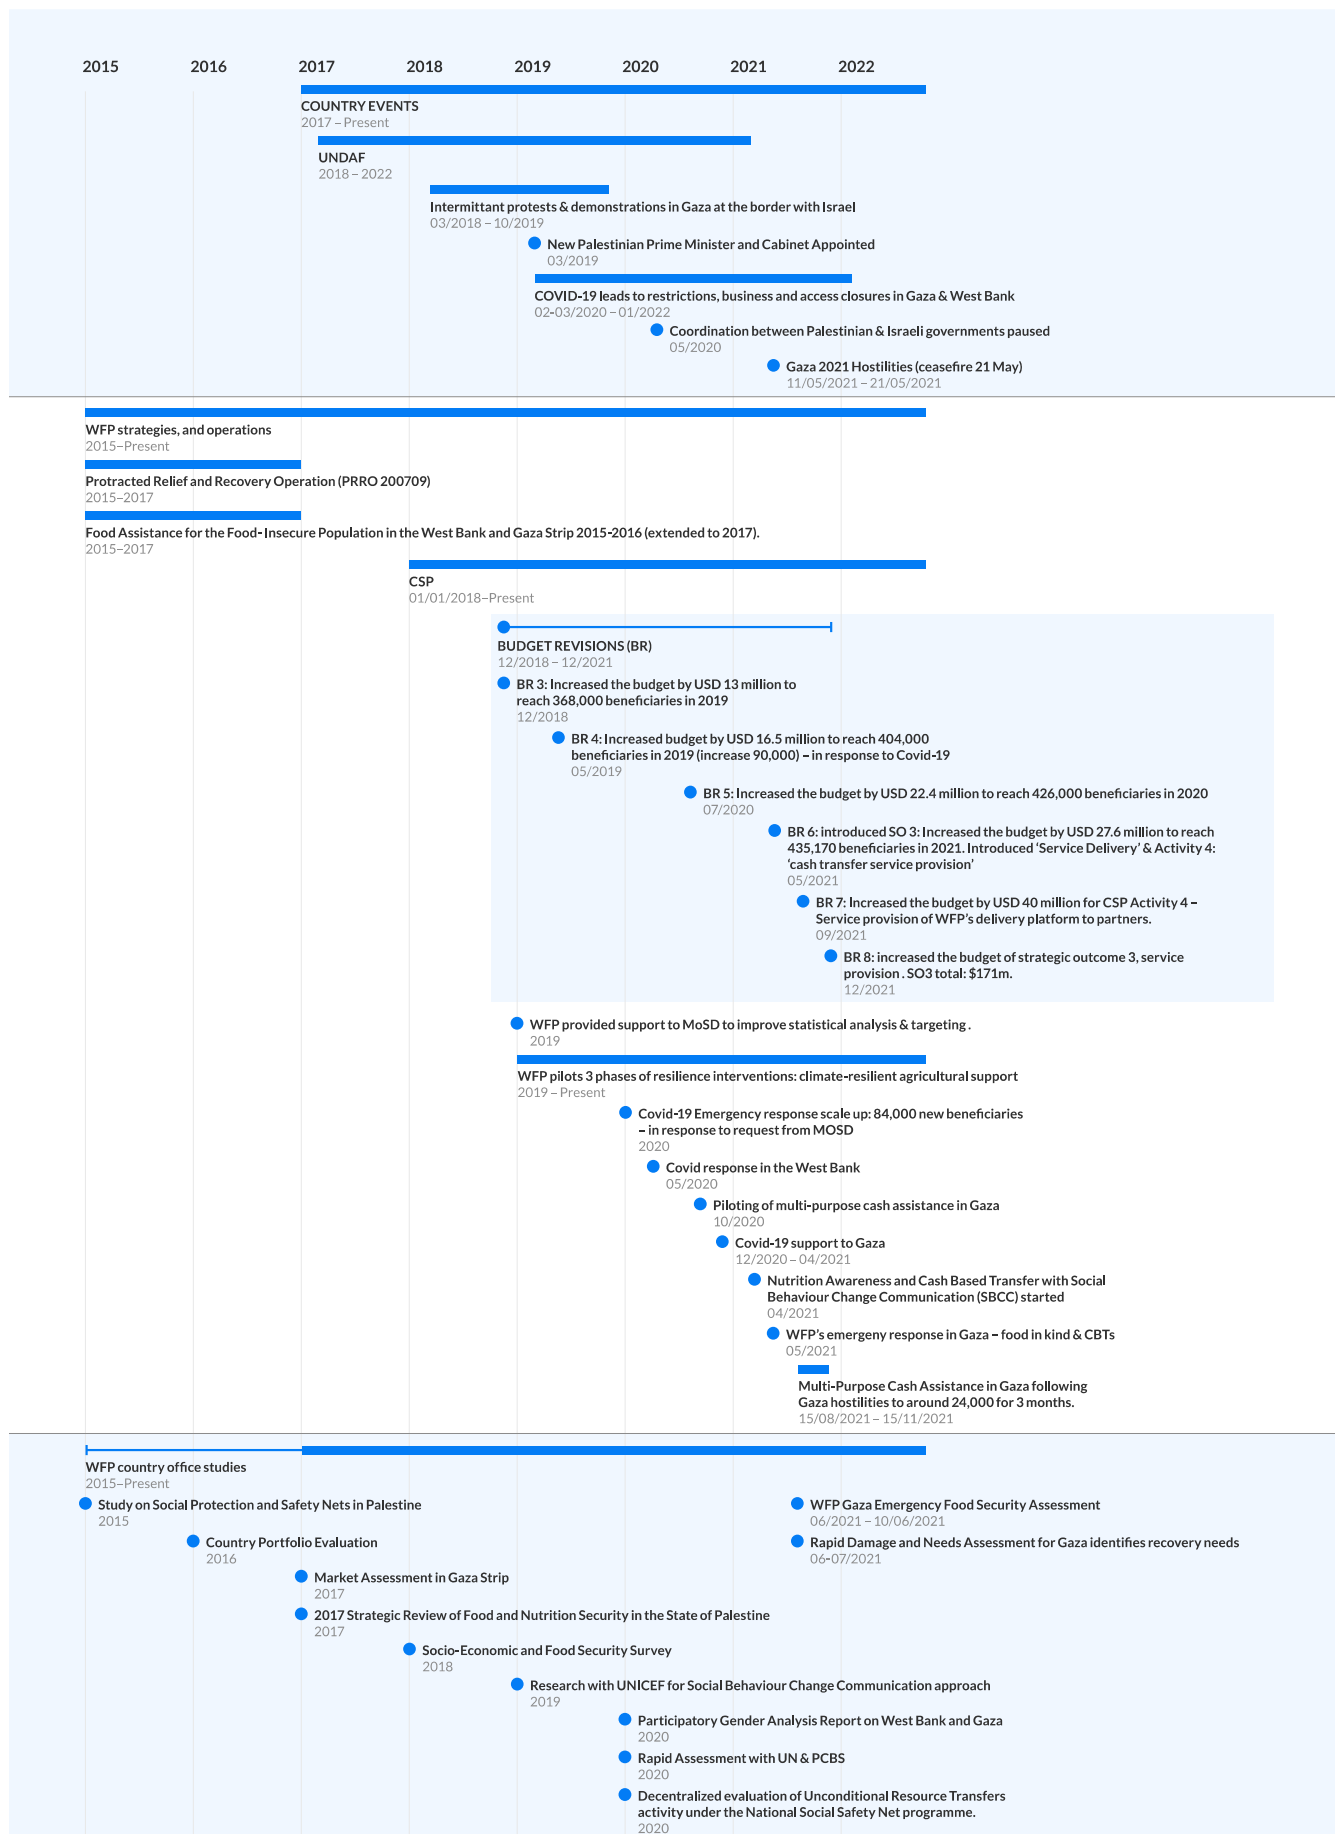 2015 2016 2017 2018 2019 2020 2021 2022
COUNTRY EVENTS
2017 – Present
UNDAF
2018 – 2022
Intermittant protests & demonstrations in Gaza at the border with Israel
03/2018 – 10/2019
New Palestinian Prime Minister and Cabinet Appointed
03/2019
COVID-19 leads to restrictions, business and access closures in Gaza & West Bank
02-03/2020 – 01/2022
Coordination between Palestinian & Israeli governments paused
05/2020
Gaza 2021 Hostilities (ceasefire 21 May)
11/05/2021 – 21/05/2021
WFP strategies, and operations
2015–Present
Protracted Relief and Recovery Operation (PRRO 200709)
2015–2017
Food Assistance for the Food-Insecure Population in the West Bank and Gaza Strip 2015-2016 (extended to 2017).
2015–2017
CSP
01/01/2018–Present
BUDGET REVISIONS (BR)
12/2018 – 12/2021
BR 3: Increased the budget by USD 13 million to
reach 368,000 beneficiaries in 2019
12/2018
BR 4: Increased budget by USD 16.5 million to reach 404,000
beneficiaries in 2019 (increase 90,000) – in response to Covid-19
05/2019
BR 5: Increased the budget by USD 22.4 million to reach 426,000 beneficiaries in 2020
07/2020
BR 6: introduced SO 3: Increased the budget by USD 27.6 million to reach
435,170 beneficiaries in 2021. Introduced ‘Service Delivery’ & Activity 4:
‘cash transfer service provision’
05/2021
BR 7: Increased the budget by USD 40 million for CSP Activity 4 –
Service provision of WFP’s delivery platform to partners.
09/2021
BR 8: increased the budget of strategic outcome 3, service
provision . SO3 total: $171m.
12/2021
WFP provided support to MoSD to improve statistical analysis & targeting .
2019
WFP pilots 3 phases of resilience interventions: climate-resilient agricultural support
2019 – Present
Covid-19 Emergency response scale up: 84,000 new beneficiaries
– in response to request from MOSD
2020
Covid response in the West Bank
05/2020
Piloting of multi-purpose cash assistance in Gaza
10/2020
Covid-19 support to Gaza
12/2020 – 04/2021
Nutrition Awareness and Cash Based Transfer with Social
Behaviour Change Communication (SBCC) started
04/2021
WFP’s emergeny response in Gaza – food in kind & CBTs
05/2021
Multi-Purpose Cash Assistance in Gaza following
Gaza hostilities to around 24,000 for 3 months.
15/08/2021 – 15/11/2021
WFP country office studies
2015–Present
Study on Social Protection and Safety Nets in Palestine
2015
WFP Gaza Emergency Food Security Assessment
06/2021 – 10/06/2021
Country Portfolio Evaluation
2016
Rapid Damage and Needs Assessment for Gaza identifies recovery needs
06-07/2021
Market Assessment in Gaza Strip
2017
2017 Strategic Review of Food and Nutrition Security in the State of Palestine
2017
Socio-Economic and Food Security Survey
2018
Research with UNICEF for Social Behaviour Change Communication approach
2019
Participatory Gender Analysis Report on West Bank and Gaza
2020
Rapid Assessment with UN & PCBS
2020
Decentralized evaluation of Unconditional Resource Transfers
activity under the National Social Safety Net programme.
2020